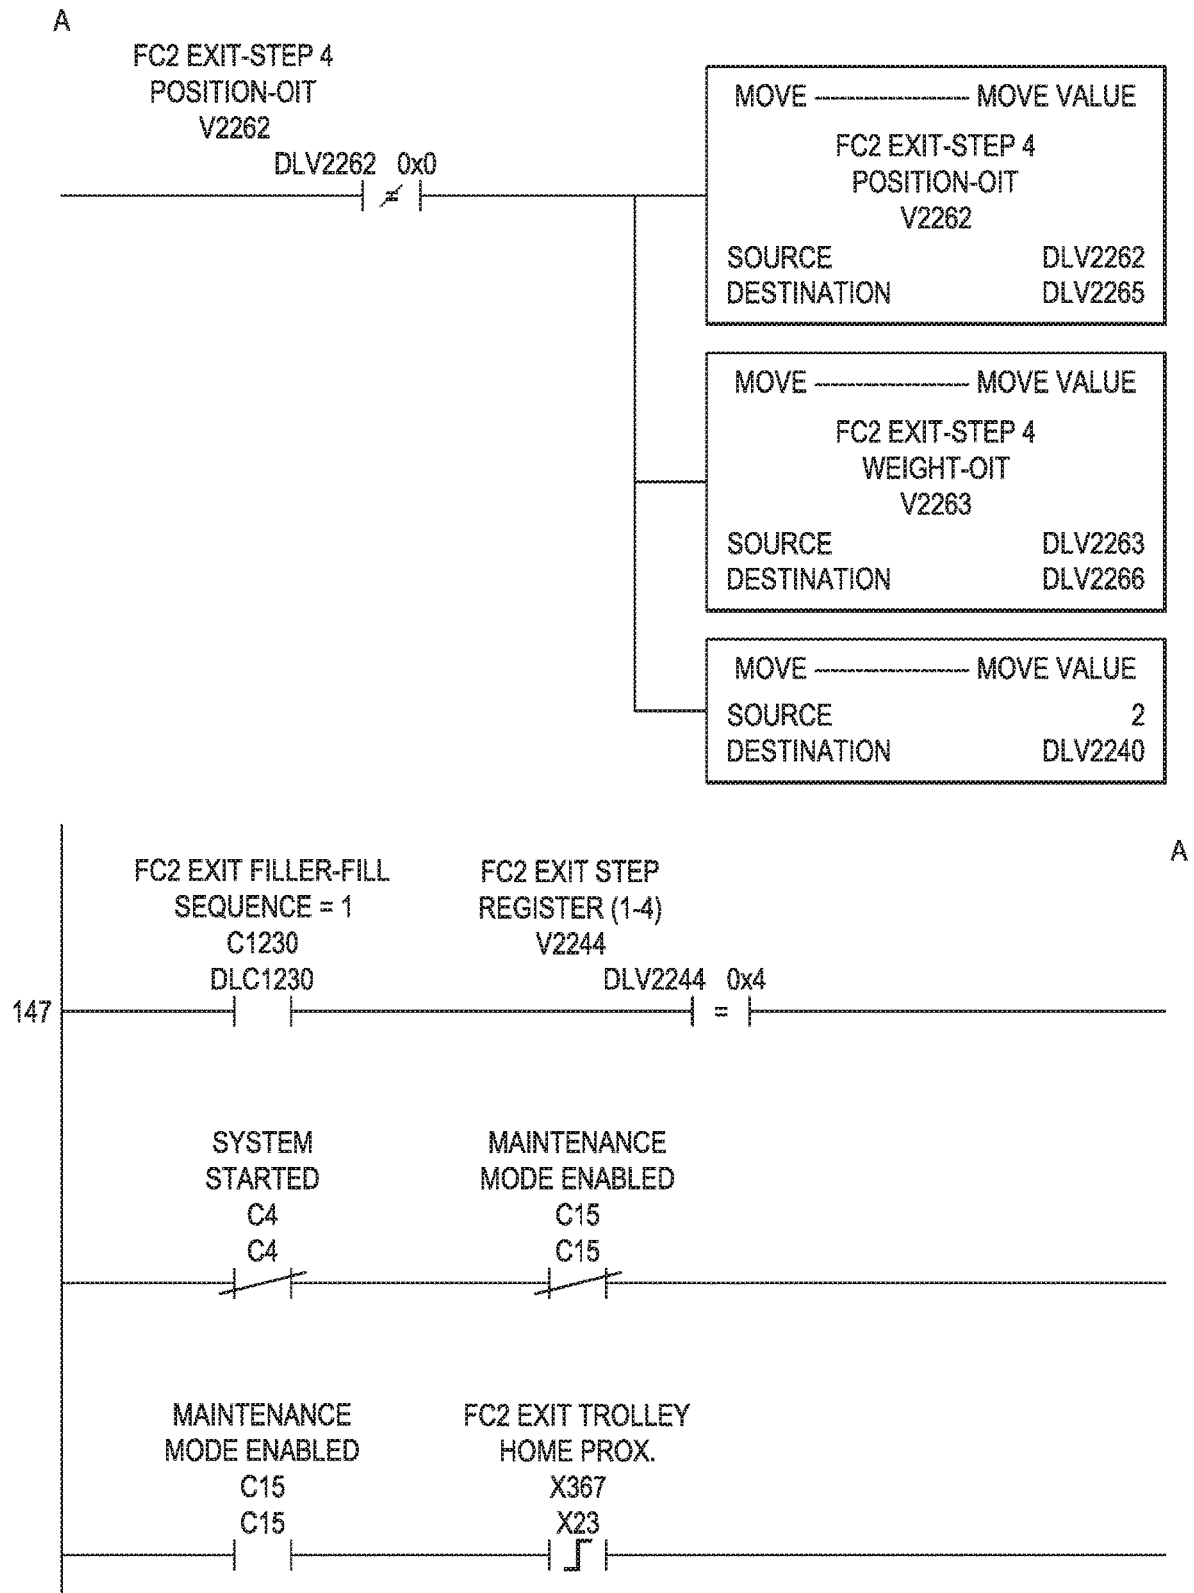 A
FC2 EXIT-STEP 4
POSITION-OIT
V2262
DLV2262 0x0
≠
MOVE MOVE VALUE
FC2 EXIT-STEP 4
POSITION-OIT
V2262
SOURCE DLV2262
DESTINATION DLV2265
MOVE MOVE VALUE
FC2 EXIT-STEP 4
WEIGHT-OIT
V2263
SOURCE DLV2263
DESTINATION DLV2266
MOVE MOVE VALUE
SOURCE 2
DESTINATION DLV2240
A
FC2 EXIT FILLER-FILL
SEQUENCE = 1
C1230
DLC1230
FC2 EXIT STEP
REGISTER (1-4)
V2244
DLV2244 0x4
147
=
SYSTEM
STARTED
C4
C4
MAINTENANCE
MODE ENABLED
C15
C15
MAINTENANCE
MODE ENABLED
C15
C15
FC2 EXIT TROLLEY
HOME PROX.
X367
X23